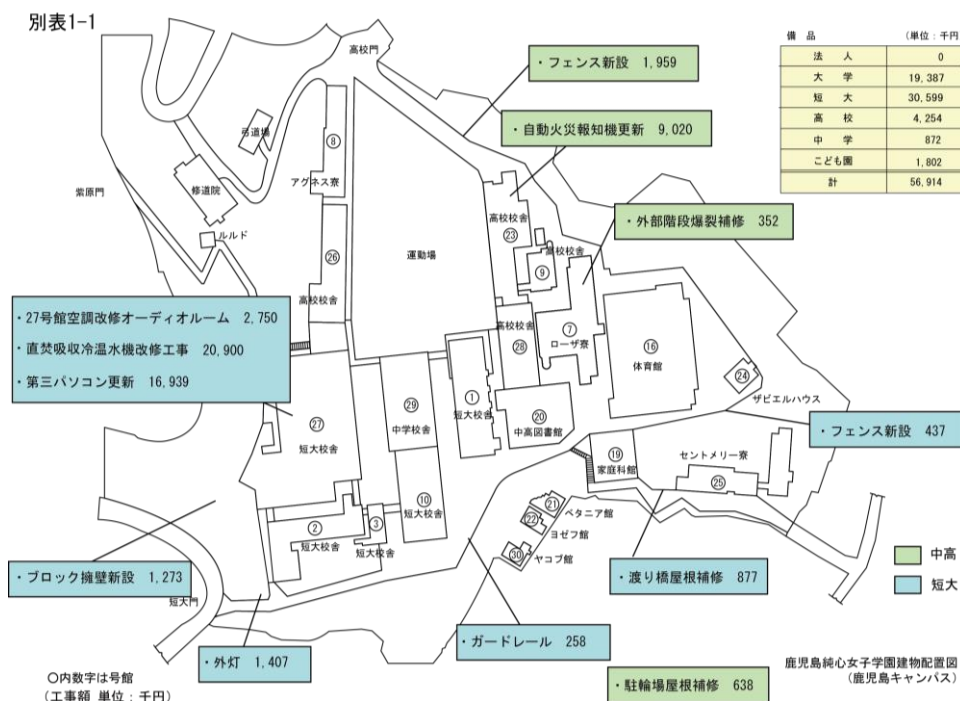 別表1-1
備 品 (単位:千円)
法 人 0
大 学 19,387
短 大 30,599
高 校 4,254
中 学 872
こども園 1,802
計 56,914
高校門
・フェンス新設 1,959
・自動火災報知機更新 9,020
・外部階段爆裂補修 352
弓道場
⑧
アグネス寮
修道院
紫原門
ルルド
㉖
高校校舎
運動場
高校校舎
㉓
高校校舎
⑨
高校校舎
㉘
⑦
ローザ寮
⑯
体育館
㉔
ザビエルハウス
・27号館空調改修オーディオルーム 2,750
・直焚吸収冷温水機改修工事 20,900
・第三パソコン更新 16,939
㉗
短大校舎
㉙
中学校舎
①
短大校舎
⑳
中高図書館
・フェンス新設 437
⑲
家庭科館
セントメリー寮
㉕
⑩
短大校舎
②
短大校舎
③
短大校舎
㉑
ベタニア館
㉒
ヨゼフ館
㉚
ヤコブ館
中高
短大
・ブロック擁壁新設 1,273
短大門
・渡り橋屋根補修 877
・外灯 1,407
・ガードレール 258
・駐輪場屋根補修 638
○内数字は号館
(工事額 単位:千円)
鹿児島純心女子学園建物配置図
(鹿児島キャンパス)